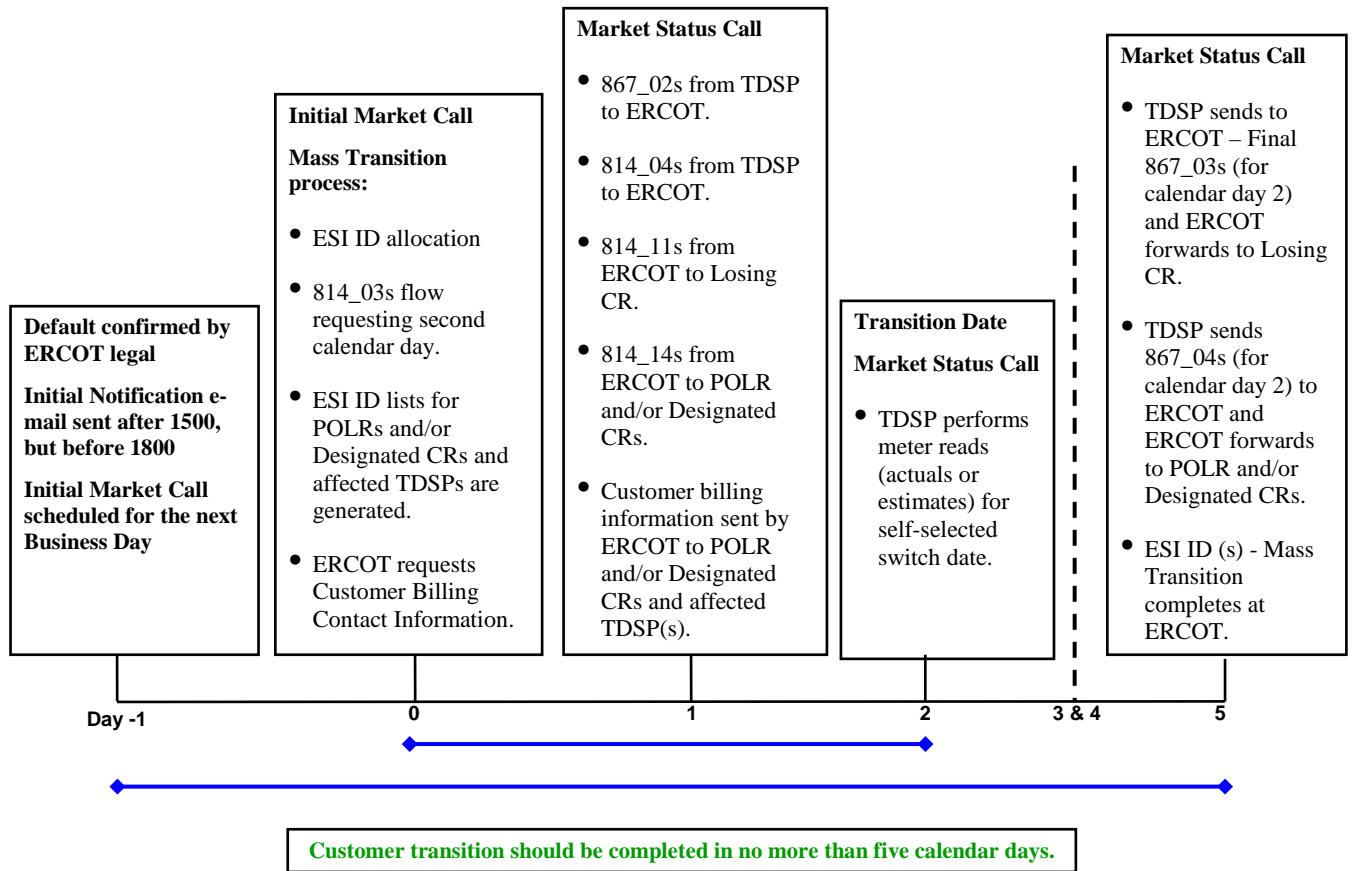 Default confirmed by
ERCOT legal
Initial Notification e-
mail sent after 1500,
but before 1800
Initial Market Call
scheduled for the next
Business Day
Initial Market Call
Mass Transition
process:
• ESI ID allocation
• 814_03s flow
requesting second
calendar day.
• ESI ID lists for
POLRs and/or
Designated CRs and
affected TDSPs are
generated.
• ERCOT requests
Customer Billing
Contact Information.
Market Status Call
• 867_02s from TDSP
to ERCOT.
• 814_04s from TDSP
to ERCOT.
• 814_11s from
ERCOT to Losing
CR.
• 814_14s from
ERCOT to POLR
and/or Designated
CRs.
• Customer billing
information sent by
ERCOT to POLR
and/or Designated
CRs and affected
TDSP(s).
Transition Date
Market Status Call
• TDSP performs
meter reads
(actuals or
estimates) for
self-selected
switch date.
Market Status Call
• TDSP sends to
ERCOT – Final
867_03s (for
calendar day 2)
and ERCOT
forwards to Losing
CR.
• TDSP sends
867_04s (for
calendar day 2) to
ERCOT and
ERCOT forwards
to POLR and/or
Designated CRs.
• ESI ID (s) - Mass
Transition
completes at
ERCOT.
Day -1 0 1 2 3 & 4 5
Customer transition should be completed in no more than five calendar days.